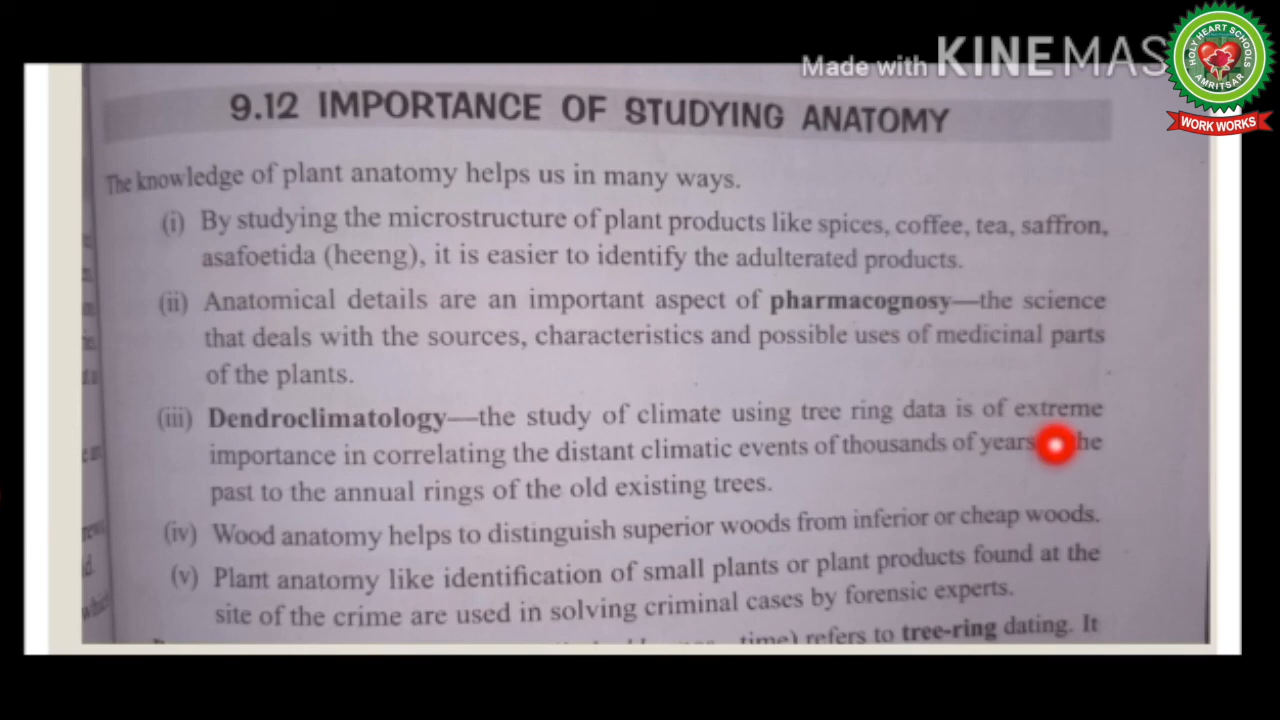 Made with KINEMAS
HOLY HEART SCHOOLS
AMRITSAR
WORK WORKS
9.12 IMPORTANCE OF STUDYING ANATOMY
The knowledge of plant anatomy helps us in many ways.
(i) By studying the microstructure of plant products like spices, coffee, tea, saffron,
asafoetida (heeng), it is easier to identify the adulterated products.
(ii) Anatomical details are an important aspect of pharmacognosy—the science
that deals with the sources, characteristics and possible uses of medicinal parts
of the plants.
(iii) Dendroclimatology—the study of climate using tree ring data is of extreme
importance in correlating the distant climatic events of thousands of years he
past to the annual rings of the old existing trees.
(iv) Wood anatomy helps to distinguish superior woods from inferior or cheap woods.
(v) Plant anatomy like identification of small plants or plant products found at the
site of the crime are used in solving criminal cases by forensic experts.
time) refers to tree-ring dating. It